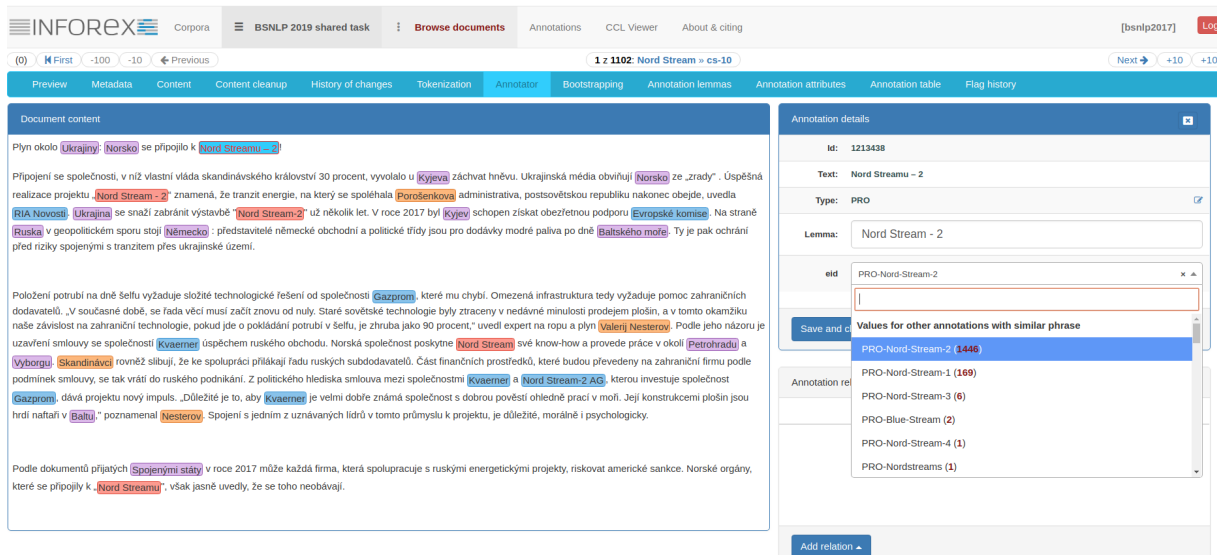 INFOREX Corpora BSNLP 2019 shared task Browse documents Annotations CCL Viewer About & citing [bsnlp2017] Log
(0) First -100 -10 Previous 1 z 1102: Nord Stream » cs-10 Next +10 +10
Preview Metadata Content Content cleanup History of changes Tokenization Annotator Bootstrapping Annotation lemmas Annotation attributes Annotation table Flag history
Document content
Plyn okolo Ukrajiny: Norsko se připojilo k Nord Streamu – 2!
Připojení se společnosti, v níž vlastní vláda skandinávského království 30 procent, vyvolalo u Kyjeva záchvat hněvu. Ukrajinská média obviňují Norsko ze „zrady" . Úspěšná
realizace projektu „Nord Stream - 2" znamená, že tranzit energie, na který se spoléhala Porošenkova administrativa, postsovětskou republiku nakonec obejde, uvedla
RIA Novosti. Ukrajina se snaží zabránit výstavbě "Nord Stream-2" už několik let. V roce 2017 byl Kyjev schopen získat obezřetnou podporu Evropské komise. Na straně
Ruska v geopolitickém sporu stojí Německo : představitelé německé obchodní a politické třídy jsou pro dodávky modré paliva po dně Baltského moře. Ty je pak ochrání
před riziky spojenými s tranzitem přes ukrajinské území.
Položení potrubí na dně šelfu vyžaduje složité technologické řešení od společnosti Gazprom, které mu chybí. Omezená infrastruktura tedy vyžaduje pomoc zahraničních
dodavatelů. „V současné době, se řada věcí musí začít znovu od nuly. Staré sovětské technologie byly ztraceny v nedávné minulosti prodejem plošin, a v tomto okamžiku
naše závislost na zahraniční technologie, pokud jde o pokládání potrubí v šelfu, je zhruba jako 90 procent," uvedl expert na ropu a plyn Valerij Nesterov. Podle jeho názoru je
uzavření smlouvy se společností Kvaerner úspěchem ruského obchodu. Norská společnost poskytne Nord Stream své know-how a provede práce v okolí Petrohradu a
Vyborgu. Skandinávci rovněž slibují, že ke spolupráci přilákají řadu ruských subdodavatelů. Část finančních prostředků, které budou převedeny na zahraniční firmu podle
podmínek smlouvy, se tak vrátí do ruského podnikání. Z politického hlediska smlouva mezi společnostmi Kvaerner a Nord Stream-2 AG, kterou investuje společnost
Gazprom, dává projektu nový impuls. „Důležité je to, aby Kvaerner je velmi dobře známá společnost s dobrou pověstí ohledně prací v moři. Její konstrukcemi plošin jsou
hrdí naftaři v Baltu," poznamenal Nesterov. Spojení s jedním z uznávaných lídrů v tomto průmyslu k projektu, je důležité, morálně i psychologicky.
Podle dokumentů přijatých Spojenými státy v roce 2017 může každá firma, která spolupracuje s ruskými energetickými projekty, riskovat americké sankce. Norské orgány,
které se připojily k „Nord Streamu", však jasně uvedly, že se toho neobávají.
Annotation details
Id: 1213438
Text: Nord Streamu – 2
Type: PRO
Lemma: Nord Stream - 2
eid PRO-Nord-Stream-2
Save and cl
Values for other annotations with similar phrase
PRO-Nord-Stream-2 (1446)
PRO-Nord-Stream-1 (169)
Annotation rel
PRO-Nord-Stream-3 (6)
PRO-Blue-Stream (2)
PRO-Nord-Stream-4 (1)
PRO-Nordstreams (1)
Add relation